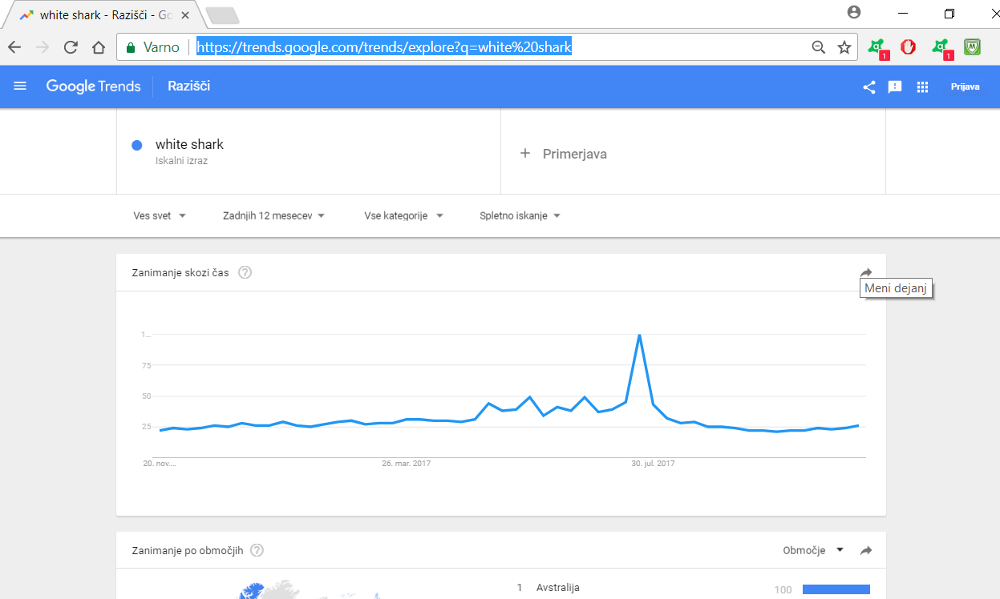 white shark - Razišči - Go
Varno https://trends.google.com/trends/explore?q=white%20shark
1 1
Google Trends Razišči Prijava
white shark
Iskalni izraz
+ Primerjava
Ves svet Zadnjih 12 mesecev Vse kategorije Spletno iskanje
Zanimanje skozi čas ?
Meni dejanj
1...
75
50
25
20. nov.... 26. mar. 2017 30. jul. 2017
Zanimanje po območjih ? Območje
1 Avstralija 100